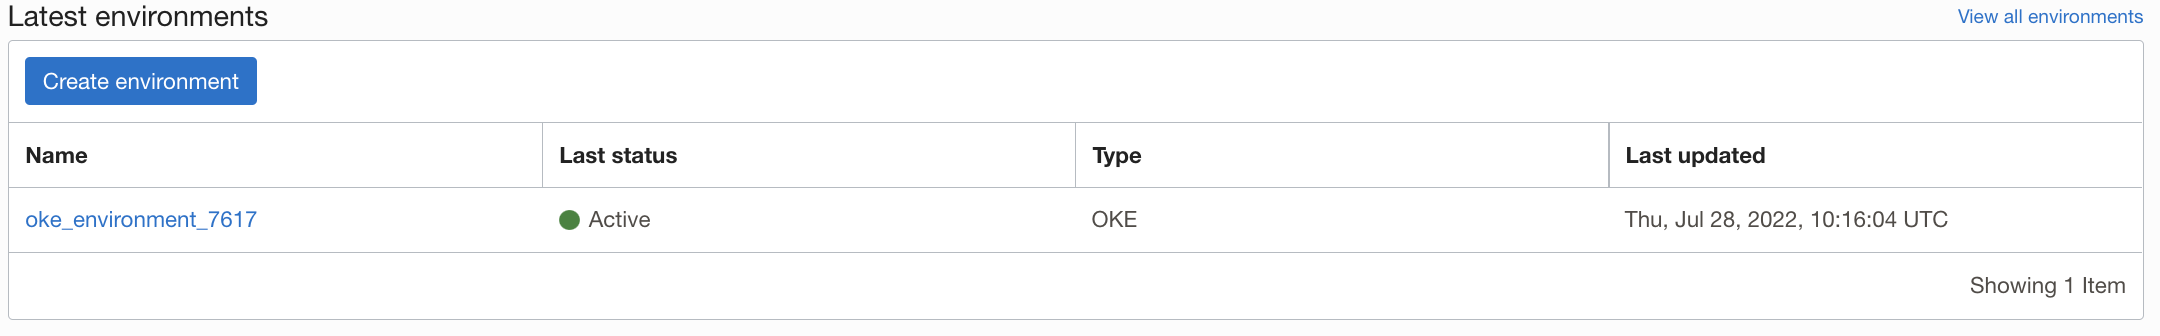 Latest environments
View all environments
Create environment
Name Last status Type Last updated
oke_environment_7617 Active OKE Thu, Jul 28, 2022, 10:16:04 UTC
Showing 1 Item